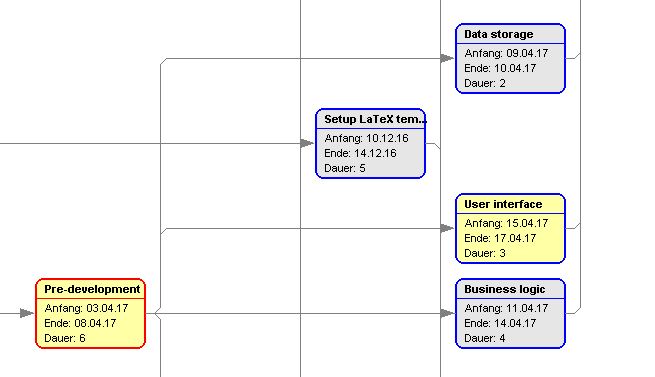 Data storage
Anfang: 09.04.17
Ende: 10.04.17
Dauer: 2
Setup LaTeX tem...
Anfang: 10.12.16
Ende: 14.12.16
Dauer: 5
User interface
Anfang: 15.04.17
Ende: 17.04.17
Dauer: 3
Pre-development
Anfang: 03.04.17
Ende: 08.04.17
Dauer: 6
Business logic
Anfang: 11.04.17
Ende: 14.04.17
Dauer: 4